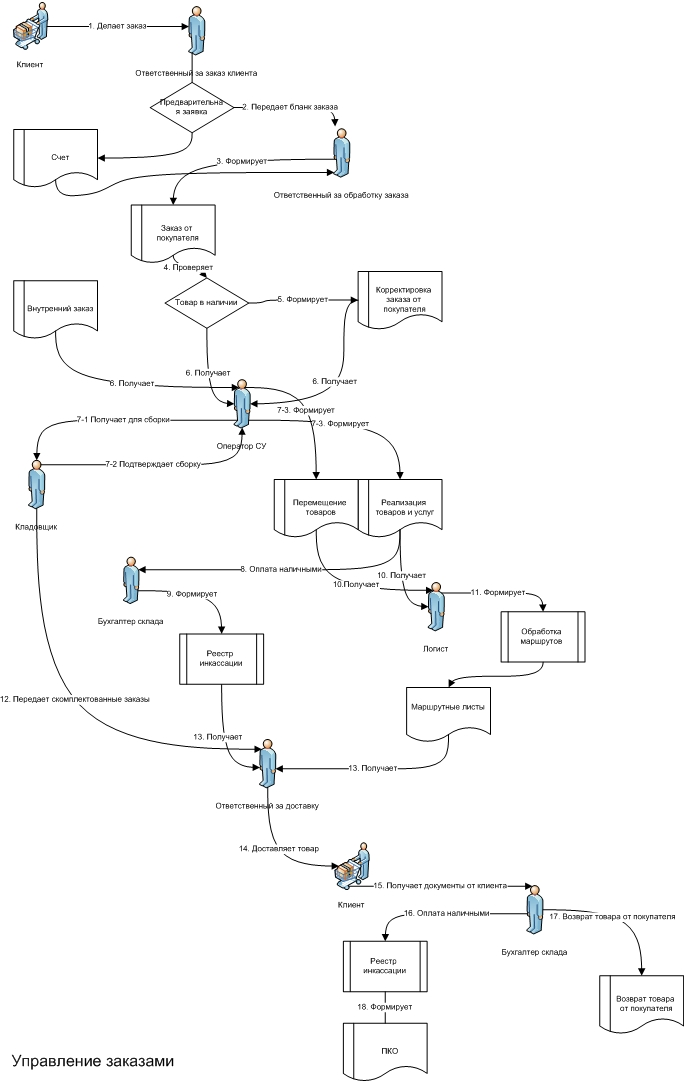 1. Делает заказ
Клиент
Ответственный за заказ клиента
Предварительна
я заявка
2. Передает бланк заказа
Счет
3. Формирует
Ответственный за обработку заказа
Заказ от
покупателя
4. Проверяет
Внутренний заказ
Товар в наличии
5. Формирует
Корректировка
заказа от
покупателя
6. Получает
6. Получает
6. Получает
7-3. Формирует
7-1 Получает для сборки
7-3. Формирует
Оператор СУ
7-2 Подтверждает сборку
Кладовщик
Перемещение
товаров
Реализация
товаров и услуг
8. Оплата наличными
10. Получает
10.Получает
9. Формирует
11. Формирует
Бухгалтер склада
Логист
Обработка
маршрутов
Реестр
инкассации
12. Передает скомплектованные заказы
Маршрутные листы
13. Получает
13. Получает
Ответственный за доставку
14. Доставляет товар
15. Получает документы от клиента
Клиент
16. Оплата наличными
17. Возврат товара от покупателя
Бухгалтер склада
Реестр
инкассации
Возврат товара
от покупателя
18. Формирует
ПКО
Управление заказами